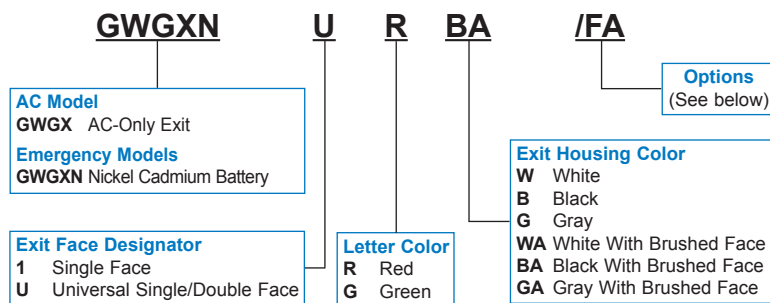 GWGXN U R BA /FA
Options
(See below)
AC Model
GWGX AC-Only Exit
Emergency Models
GWGXN Nickel Cadmium Battery
Exit Housing Color
W White
B Black
G Gray
WA White With Brushed Face
BA Black With Brushed Face
GA Gray With Brushed Face
Exit Face Designator
1 Single Face
U Universal Single/Double Face
Letter Color
R Red
G Green